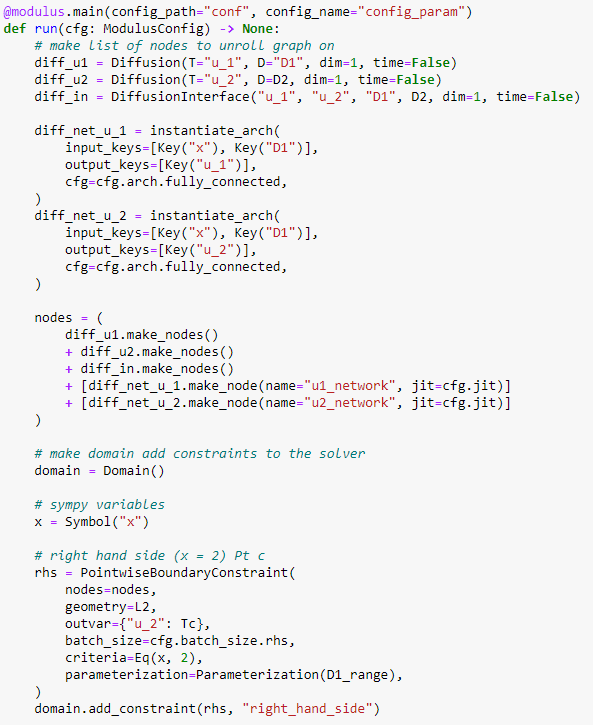 @modulus.main(config_path="conf", config_name="config_param")
def run(cfg: ModulusConfig) -> None:
    # make list of nodes to unroll graph on
    diff_u1 = Diffusion(T="u_1", D="D1", dim=1, time=False)
    diff_u2 = Diffusion(T="u_2", D=D2, dim=1, time=False)
    diff_in = DiffusionInterface("u_1", "u_2", "D1", D2, dim=1, time=False)

    diff_net_u_1 = instantiate_arch(
        input_keys=[Key("x"), Key("D1")],
        output_keys=[Key("u_1")],
        cfg=cfg.arch.fully_connected,
    )
    diff_net_u_2 = instantiate_arch(
        input_keys=[Key("x"), Key("D1")],
        output_keys=[Key("u_2")],
        cfg=cfg.arch.fully_connected,
    )

    nodes = (
        diff_u1.make_nodes()
        + diff_u2.make_nodes()
        + diff_in.make_nodes()
        + [diff_net_u_1.make_node(name="u1_network", jit=cfg.jit)]
        + [diff_net_u_2.make_node(name="u2_network", jit=cfg.jit)]
    )

    # make domain add constraints to the solver
    domain = Domain()

    # sympy variables
    x = Symbol("x")

    # right hand side (x = 2) Pt c
    rhs = PointwiseBoundaryConstraint(
        nodes=nodes,
        geometry=L2,
        outvar={"u_2": Tc},
        batch_size=cfg.batch_size.rhs,
        criteria=Eq(x, 2),
        parameterization=Parameterization(D1_range),
    )
    domain.add_constraint(rhs, "right_hand_side")